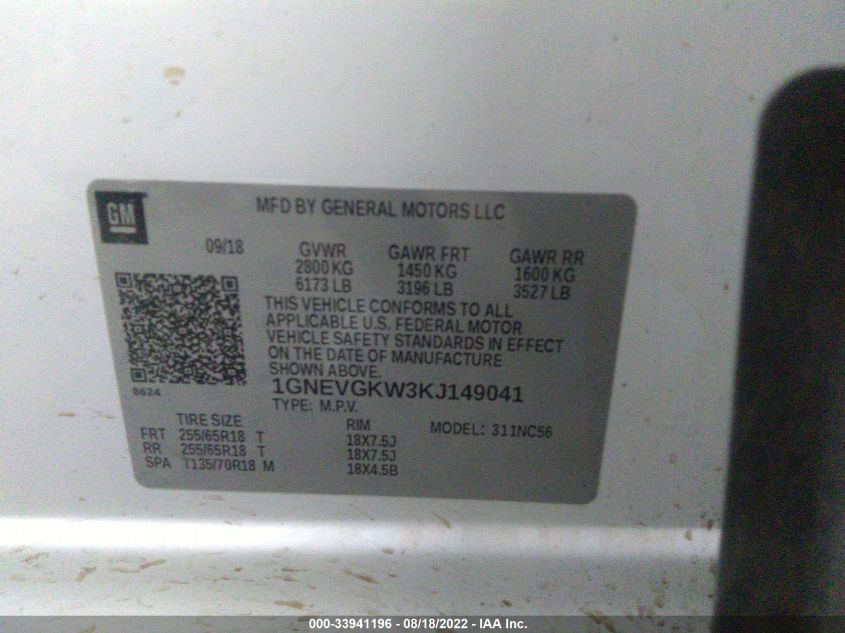 GM
MFD BY GENERAL MOTORS LLC
09/18 GVWR GAWR FRT GAWR RR
2800 KG 1450 KG 1600 KG
6173 LB 3196 LB 3527 LB
THIS VEHICLE CONFORMS TO ALL
APPLICABLE U.S. FEDERAL MOTOR
VEHICLE SAFETY STANDARDS IN EFFECT
ON THE DATE OF MANUFACTURE
SHOWN ABOVE.
8624
1GNEVGKW3KJ149041
TYPE: M.P.V.
TIRE SIZE RIM MODEL: 311NC56
FRT 255/65R18 T 18X7.5J
RR 255/65R18 T 18X7.5J
SPA T135/70R18 M 18X4.5B
000-33941196 - 08/18/2022 - IAA Inc.